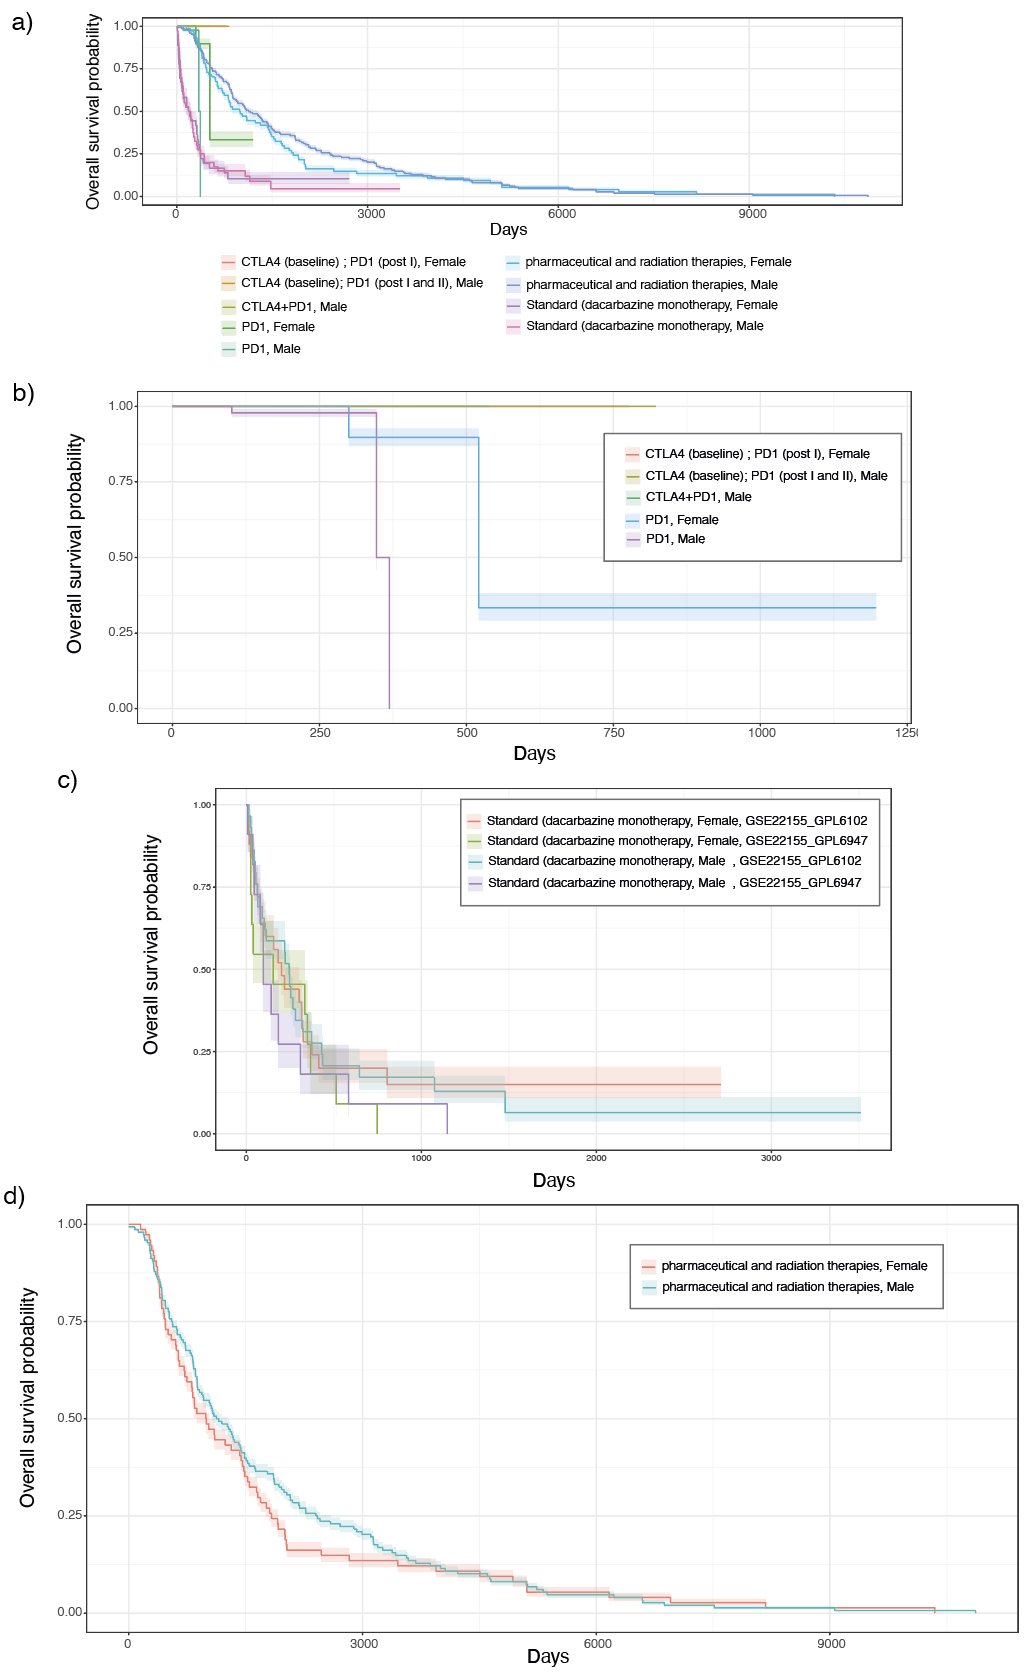 a)
Overall survival probability
1.00
0.75
0.50
0.25
0.00
0 3000 6000 9000
Days
CTLA4 (baseline) ; PD1 (post I), Female
CTLA4 (baseline); PD1 (post I and II), Male
CTLA4+PD1, Male
PD1, Female
PD1, Male
pharmaceutical and radiation therapies, Female
pharmaceutical and radiation therapies, Male
Standard (dacarbazine monotherapy, Female
Standard (dacarbazine monotherapy, Male
b)
Overall survival probability
1.00
0.75
0.50
0.25
0.00
CTLA4 (baseline) ; PD1 (post I), Female
CTLA4 (baseline); PD1 (post I and II), Male
CTLA4+PD1, Male
PD1, Female
PD1, Male
0 250 500 750 1000 125
Days
c)
Overall survival probability
1.00
0.75
0.50
0.25
0.00
Standard (dacarbazine monotherapy, Female, GSE22155_GPL6102
Standard (dacarbazine monotherapy, Female, GSE22155_GPL6947
Standard (dacarbazine monotherapy, Male , GSE22155_GPL6102
Standard (dacarbazine monotherapy, Male , GSE22155_GPL6947
0 1000 2000 3000
Days
d)
Overall survival probability
1.00
0.75
0.50
0.25
0.00
pharmaceutical and radiation therapies, Female
pharmaceutical and radiation therapies, Male
0 3000 6000 9000
Days